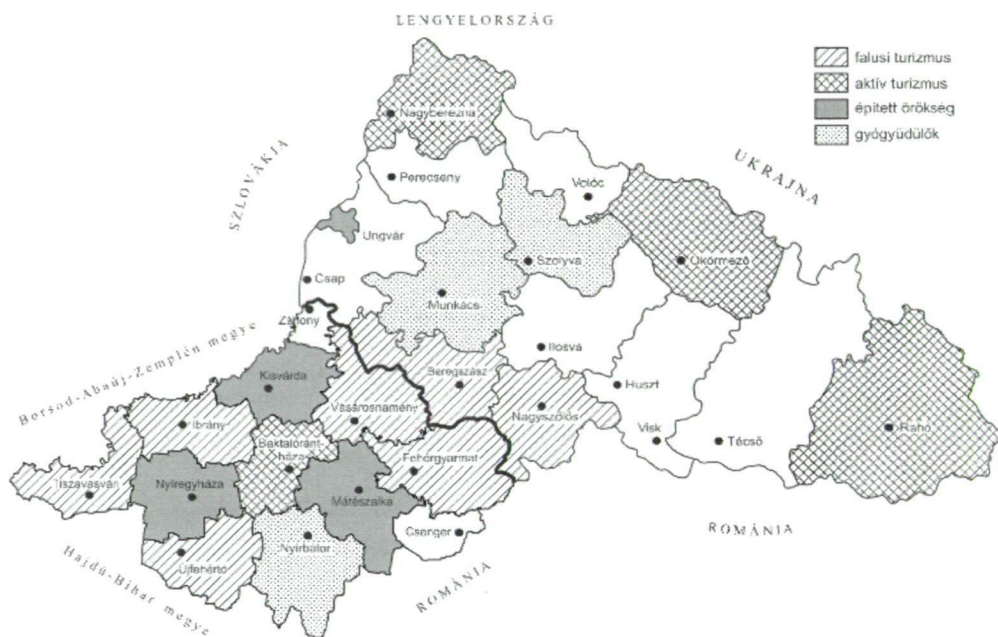 LENGYELORSZÁG
falusi turizmus
aktív turizmus
épített örökség
gyógyüdülők
SZLOVÁKIA
UKRAJNA
Nagyberezna
Perecseny
Volóc
Ungvár
Szolyva
Ökörmező
Csap
Munkács
Záhony
Borsod-Abaúj-Zemplén megye
Ilosva
Kisvárda
Beregszász
Huszt
Nagyszőlős
Ibrány
Vásárosnamény
Visk
Técső
Rahó
Baktalóránt-
háza
Fehérgyarmat
Tiszavasvári
Nyíregyháza
Mátészalka
Csenger
ROMÁNIA
Nyírbátor
Újfehértó
Hajdú-Bihar megye
ROMÁNIA